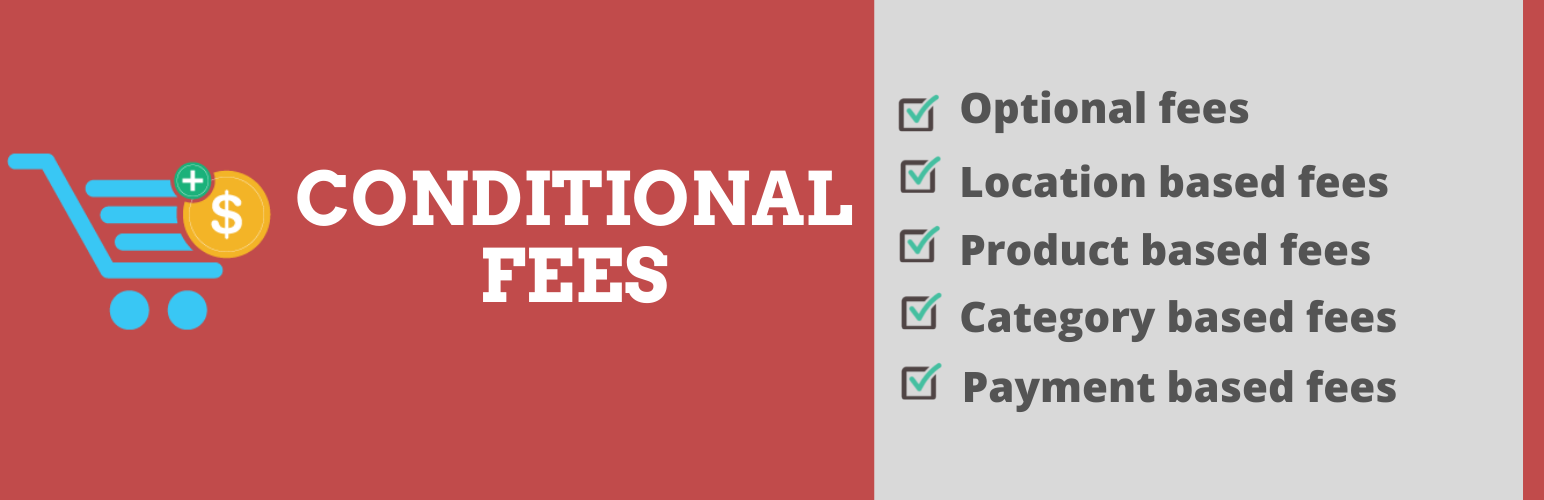 CONDITIONAL
FEES
Optional fees
Location based fees
Product based fees
Category based fees
Payment based fees
$